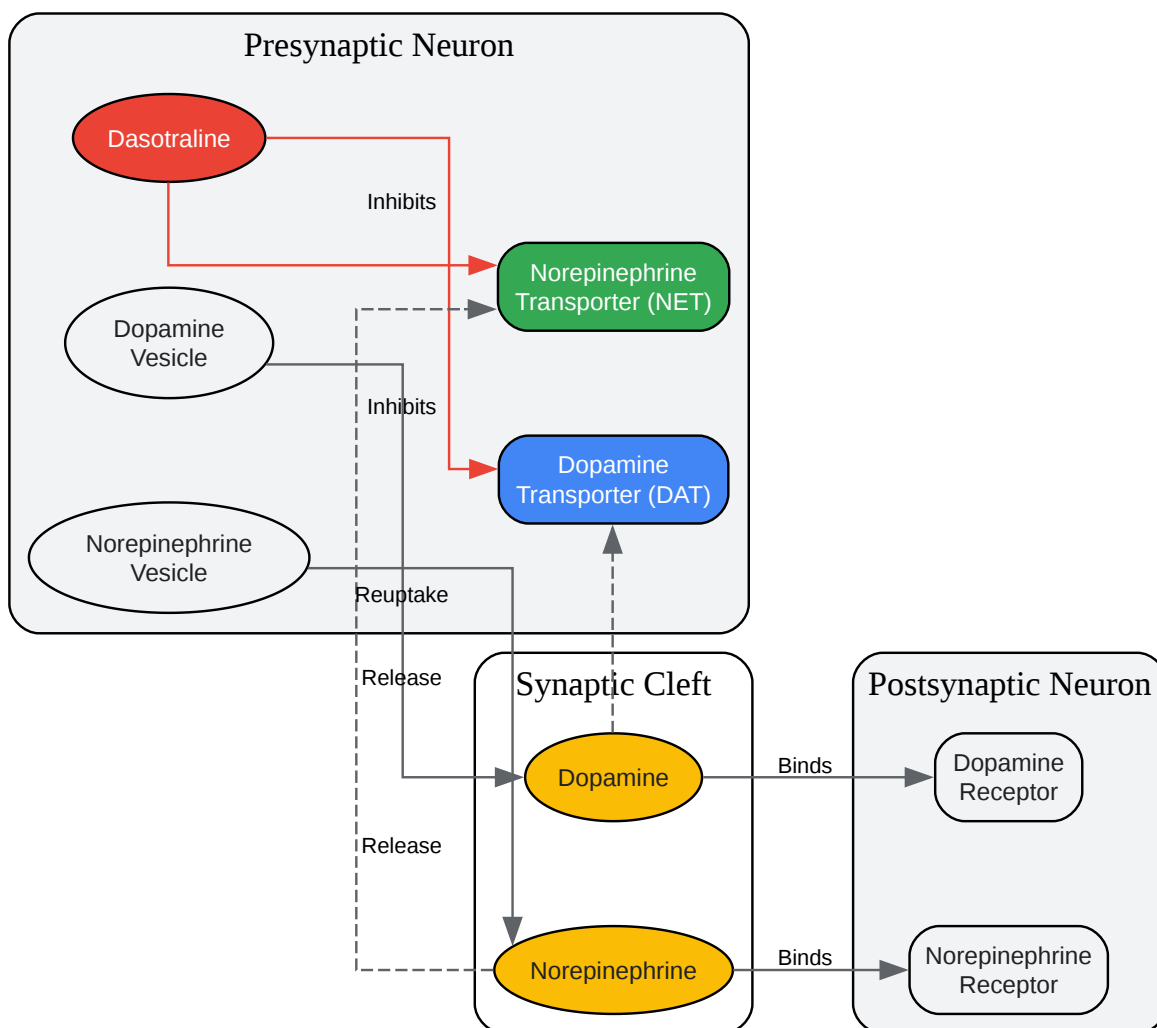 Presynaptic Neuron
Dasotraline
Inhibits
Norepinephrine
Transporter (NET)
Dopamine
Vesicle
Inhibits
Dopamine
Transporter (DAT)
Norepinephrine
Vesicle
Reuptake
Release
Synaptic Cleft
Postsynaptic Neuron
Dopamine
Binds
Dopamine
Receptor
Release
Norepinephrine
Binds
Norepinephrine
Receptor